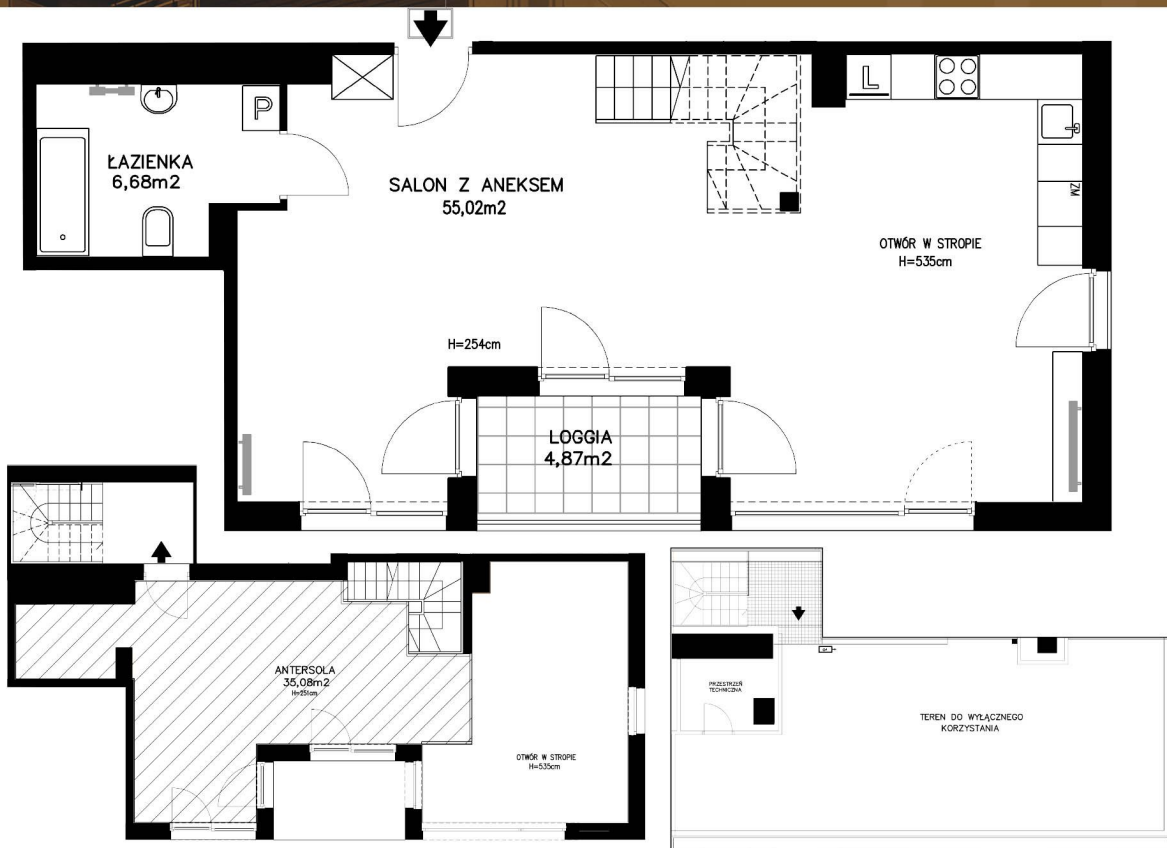 ŁAZIENKA
6,68m2
P
SALON Z ANEKSEM
55,02m2
L
ZM
OTWÓR W STROPIE
H=535cm
H=254cm
LOGGIA
4,87m2
ANTERSOLA
35,08m2
H=251cm
OTWÓR W STROPIE
H=535cm
PRZESTRZEŃ
TECHNICZNA
TEREN DO WYŁĄCZNEGO
KORZYSTANIA